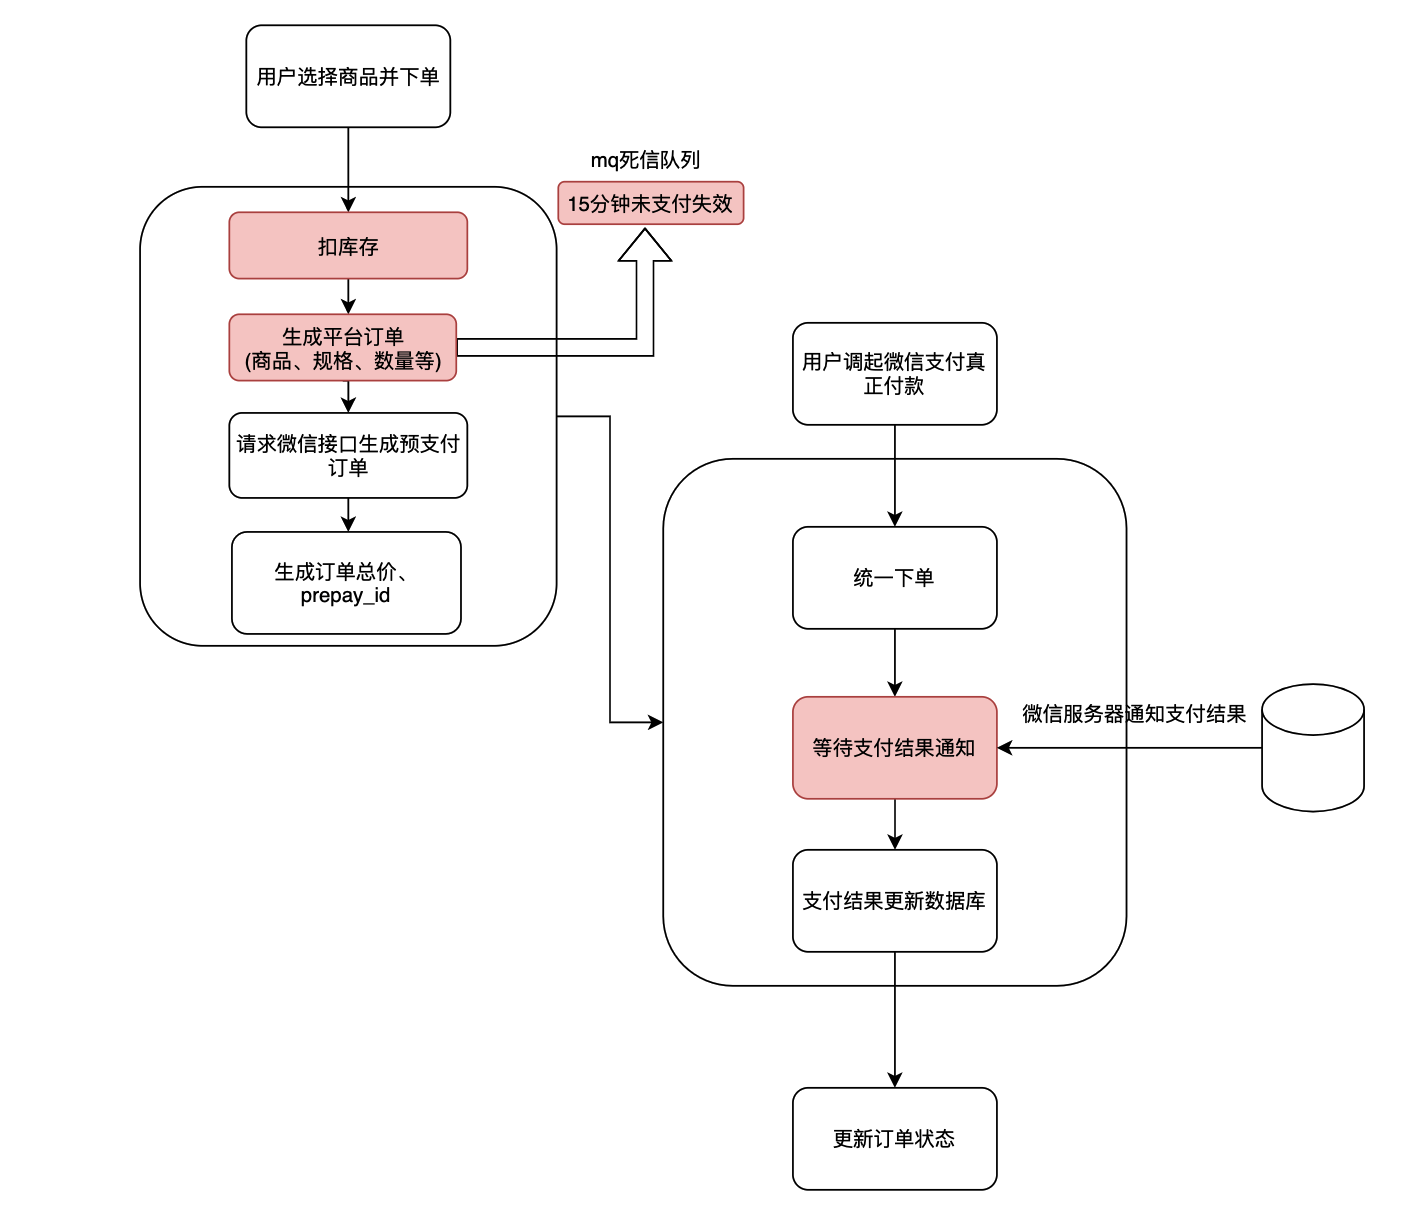 用户选择商品并下单
mq死信队列
15分钟未支付失效
扣库存
生成平台订单
(商品、规格、数量等)
请求微信接口生成预支付
订单
生成订单总价、
prepay_id
用户调起微信支付真
正付款
统一下单
微信服务器通知支付结果
等待支付结果通知
支付结果更新数据库
更新订单状态